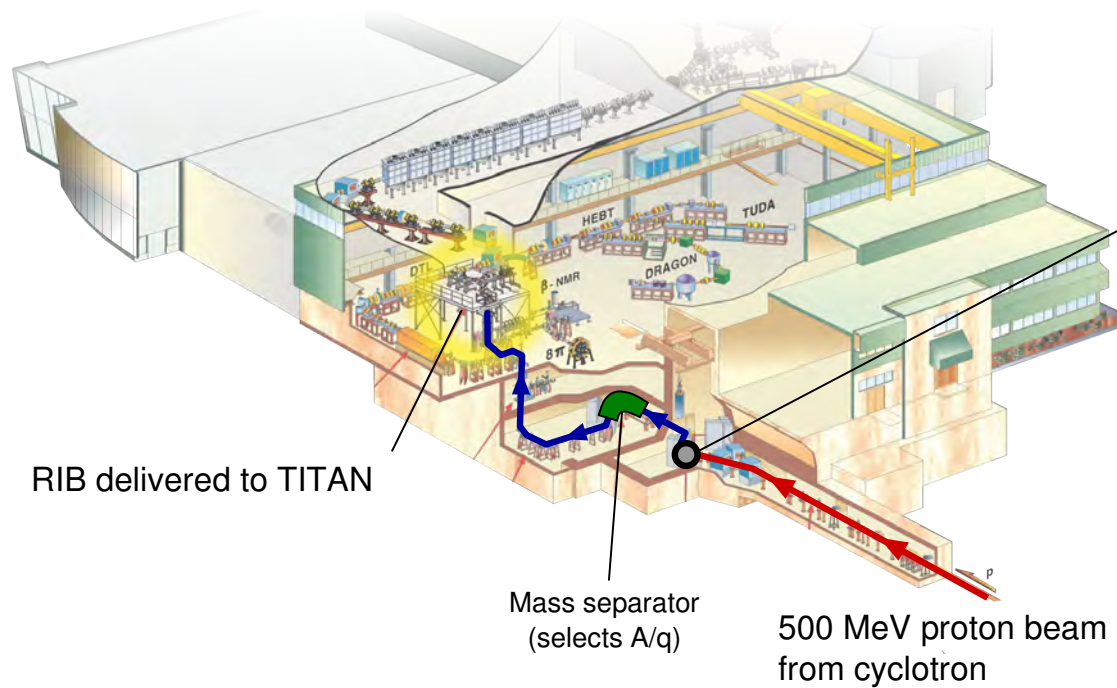 HEBT
TUDA
DTL
DRAGON
β-NMR
8π
RIB delivered to TITAN
Mass separator
(selects A/q)
p
500 MeV proton beam
from cyclotron